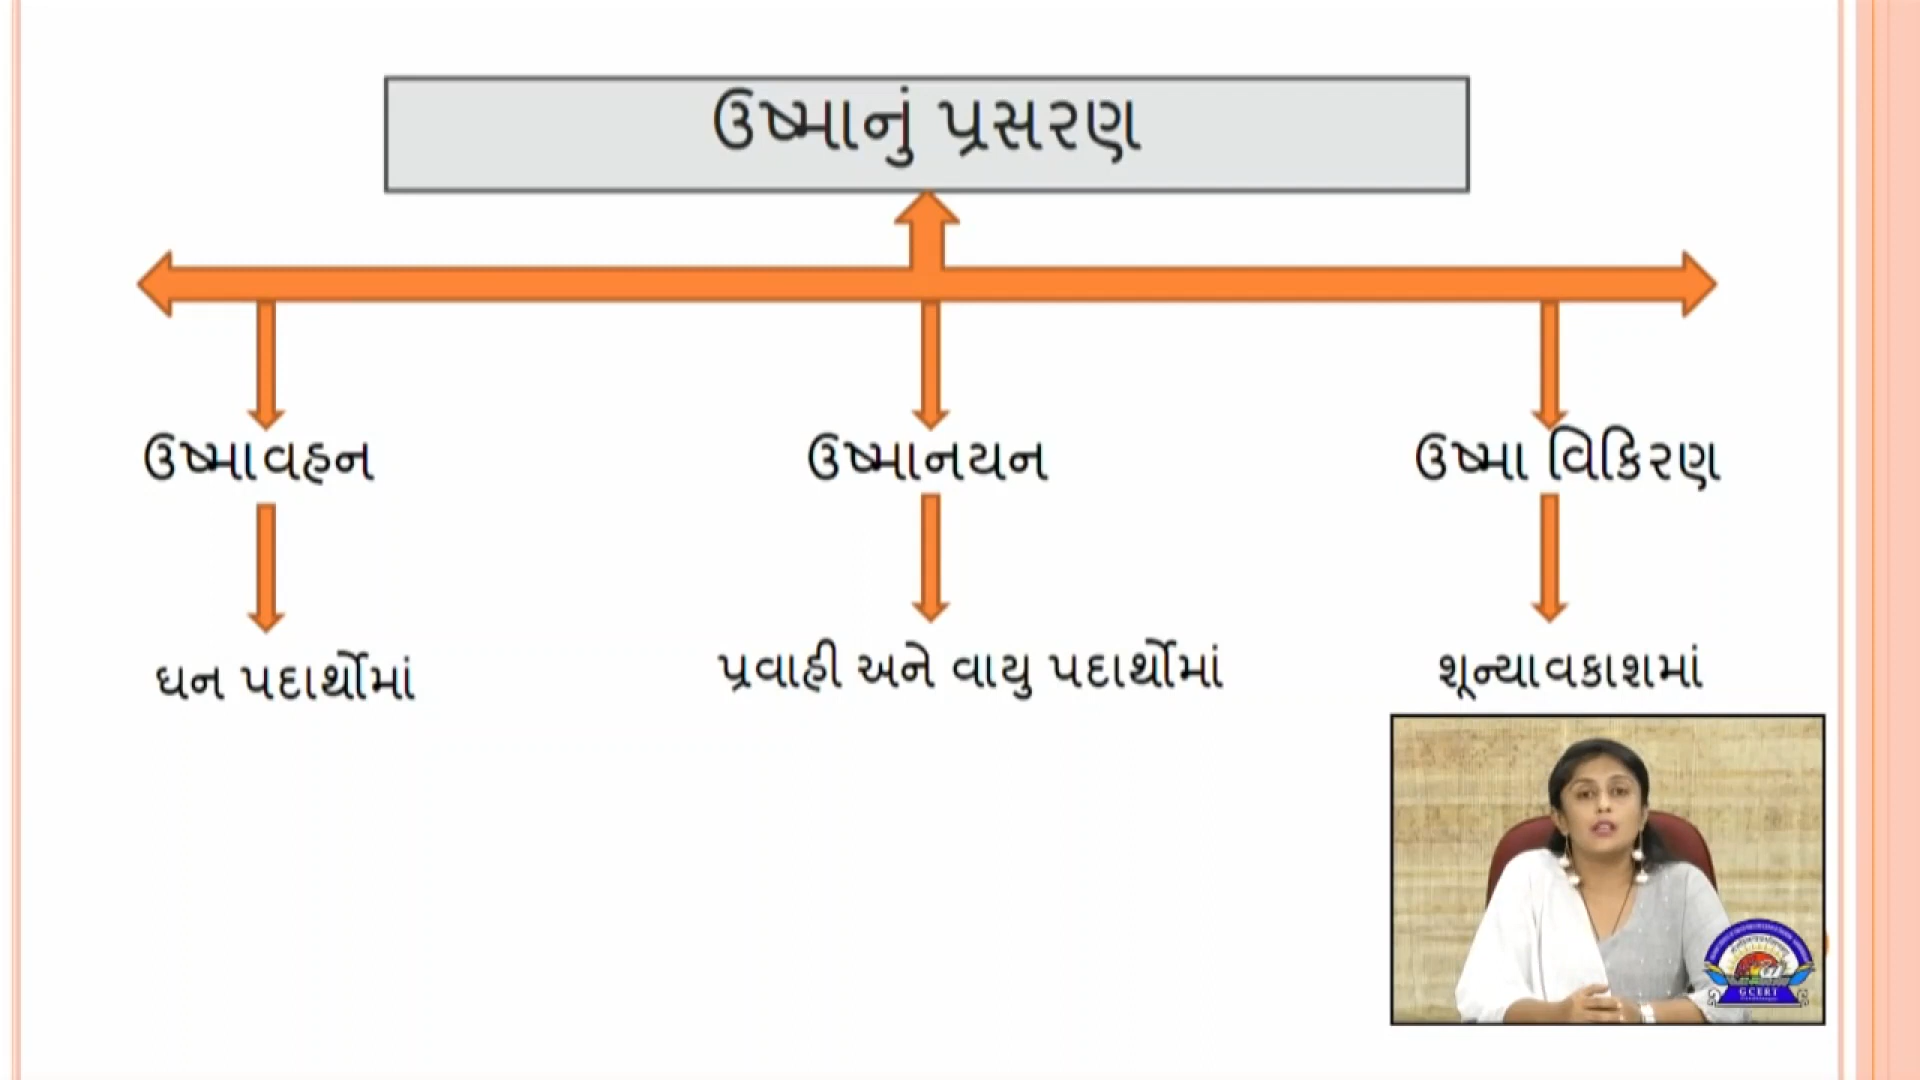 ઉષ્માનું પ્રસરણ
ઉષ્માવહન
ઉષ્માનયન
ઉષ્મા વિકિરણ
ઘન પદાર્થોમાં
પ્રવાહી અને વાયુ પદાર્થોમાં
શૂન્યાવકાશમાં
GCERT